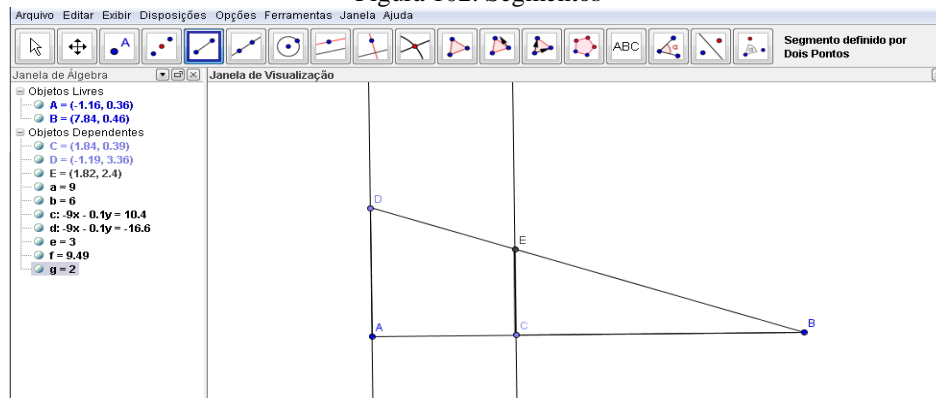 Figura 162: Segmentos
Arquivo Editar Exibir Disposições Opções Ferramentas Janela Ajuda
A
ABC
α
a
Segmento definido por
Dois Pontos
Janela de Álgebra
Janela de Visualização
Objetos Livres
A = (-1.16, 0.36)
B = (7.84, 0.46)
Objetos Dependentes
C = (1.84, 0.39)
D = (-1.19, 3.36)
E = (1.82, 2.4)
a = 9
b = 6
c: -9x - 0.1y = 10.4
d: -9x - 0.1y = -16.6
e = 3
f = 9.49
g = 2
D
E
A
C
B